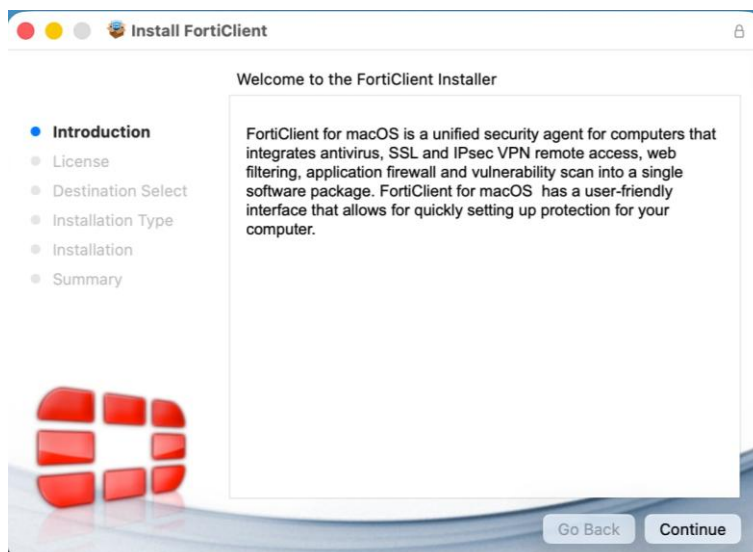 Install FortiClient
Welcome to the FortiClient Installer
Introduction
License
Destination Select
Installation Type
Installation
Summary
FortiClient for macOS is a unified security agent for computers that
integrates antivirus, SSL and IPsec VPN remote access, web
filtering, application firewall and vulnerability scan into a single
software package. FortiClient for macOS  has a user-friendly
interface that allows for quickly setting up protection for your
computer.
Go Back
Continue